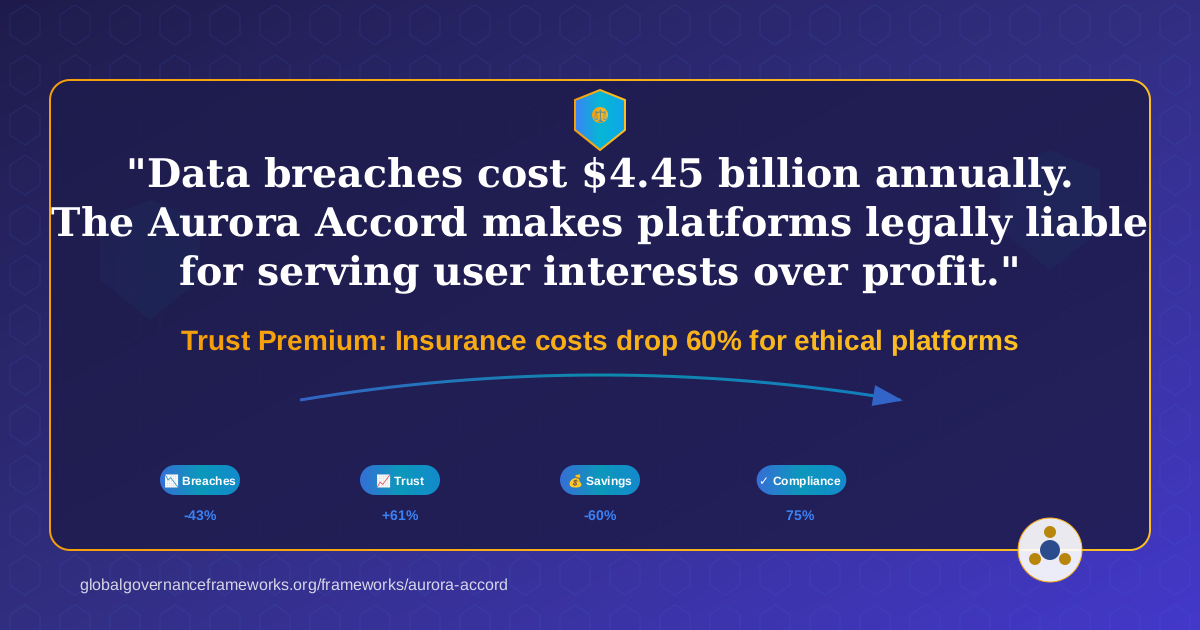 "Data breaches cost $4.45 billion annually.
The Aurora Accord makes platforms legally liable
for serving user interests over profit."
Trust Premium: Insurance costs drop 60% for ethical platforms
📉 Breaches
📈 Trust
💰 Savings
✓ Compliance
-43%
+61%
-60%
75%
globalgovernanceframeworks.org/frameworks/aurora-accord